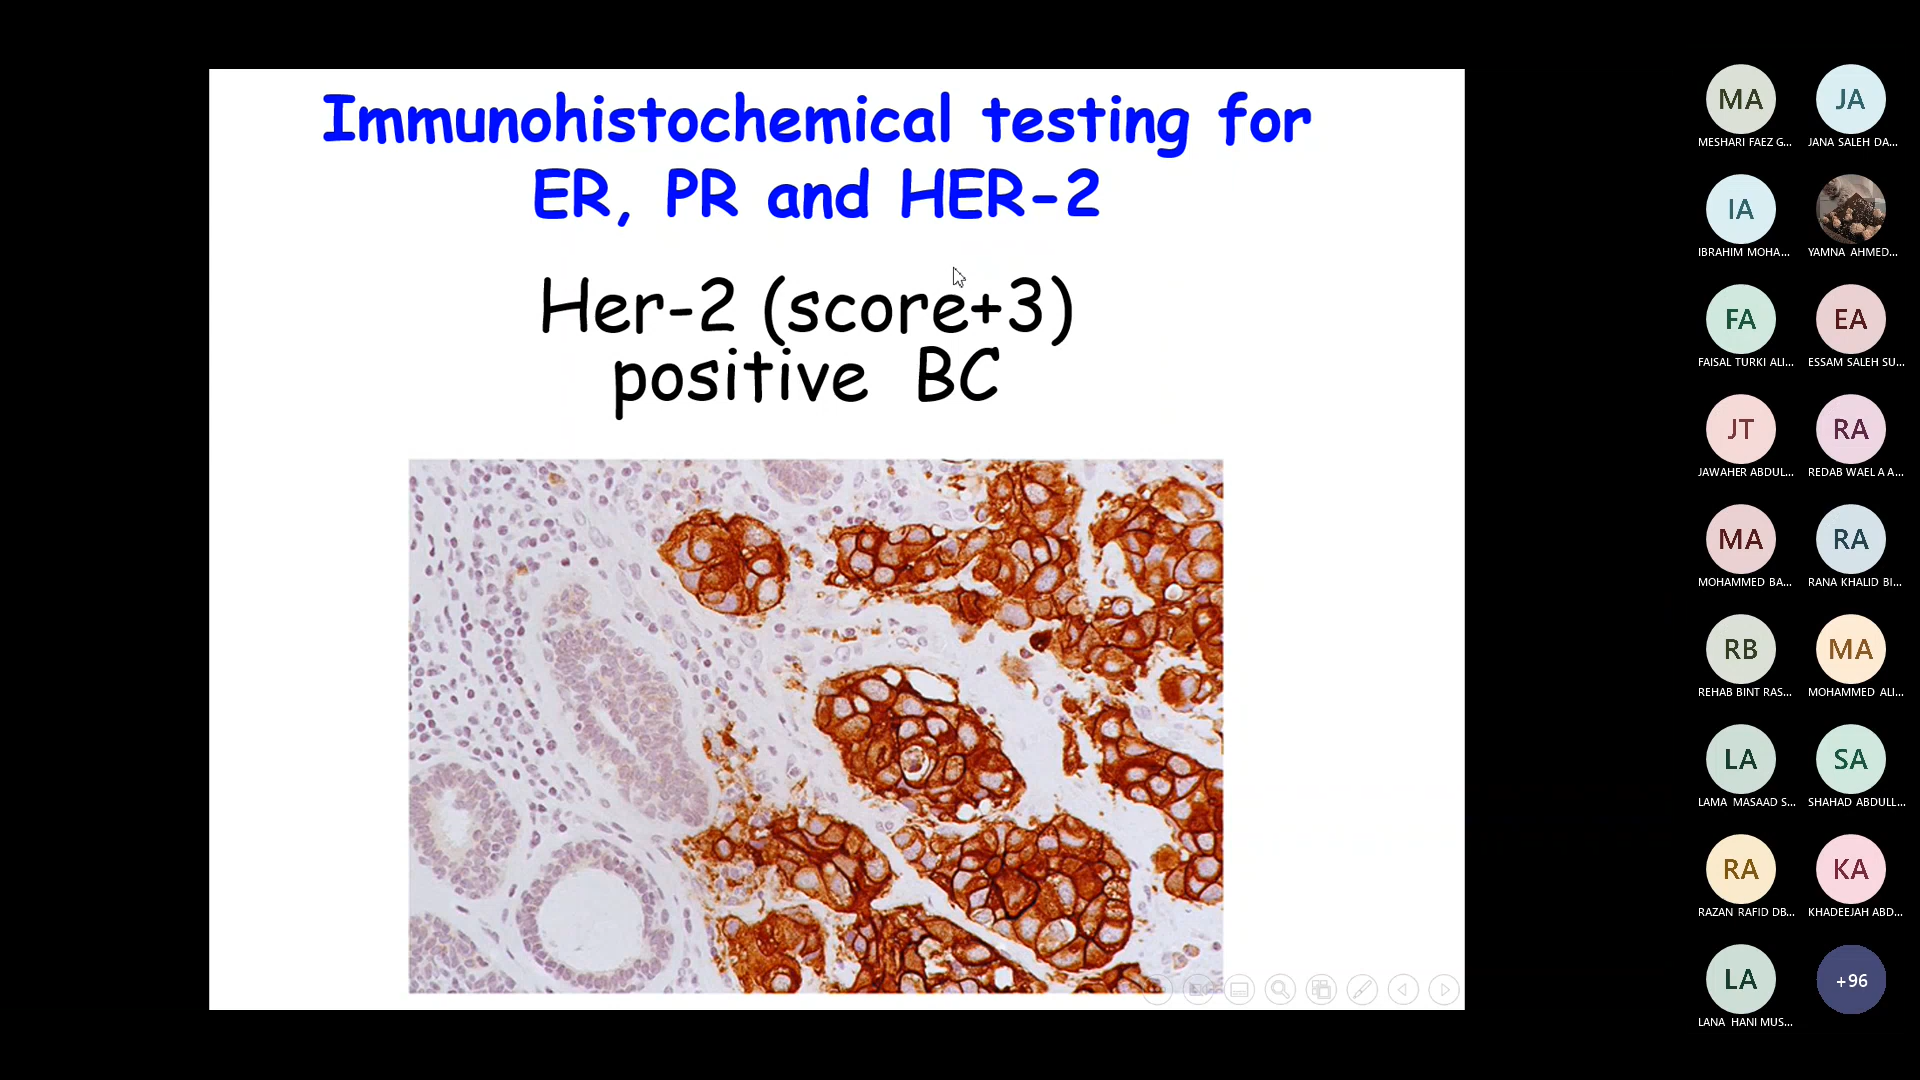 Immunohistochemical testing for
ER, PR and HER-2
Her-2 (score+3)
positive BC
MA
MESHARI FAEZ G...
JA
JANA SALEH DA...
IA
IBRAHIM MOHA...
YAMNA AHMED...
FA
FAISAL TURKI ALI...
EA
ESSAM SALEH SU...
JT
JAWAHER ABDUL...
RA
REDAB WAEL A A...
MA
MOHAMMED BA...
RA
RANA KHALID BI...
RB
REHAB BINT RAS...
MA
MOHAMMED ALI...
LA
LAMA MASAAD S...
SA
SHAHAD ABDULL...
RA
RAZAN RAFID DB...
KA
KHADEEJAH ABD...
LA
LANA HANI MUS...
+96